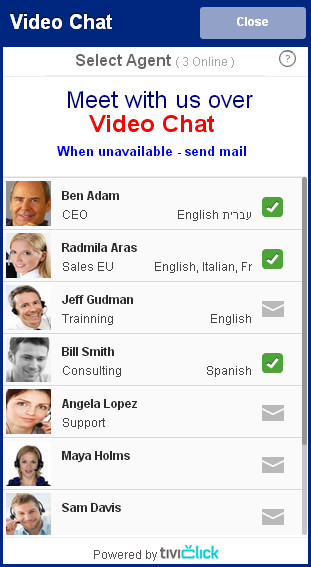 Video Chat
Close
Select Agent ( 3 Online )
?
Meet with us over
Video Chat
When unavailable - send mail
Ben Adam
CEO
English עברית
Radmila Aras
Sales EU
English, Italian, Fr
Jeff Gudman
Trainning
English
Bill Smith
Consulting
Spanish
Angela Lopez
Support
Maya Holms
Sam Davis
Powered by tiviclick